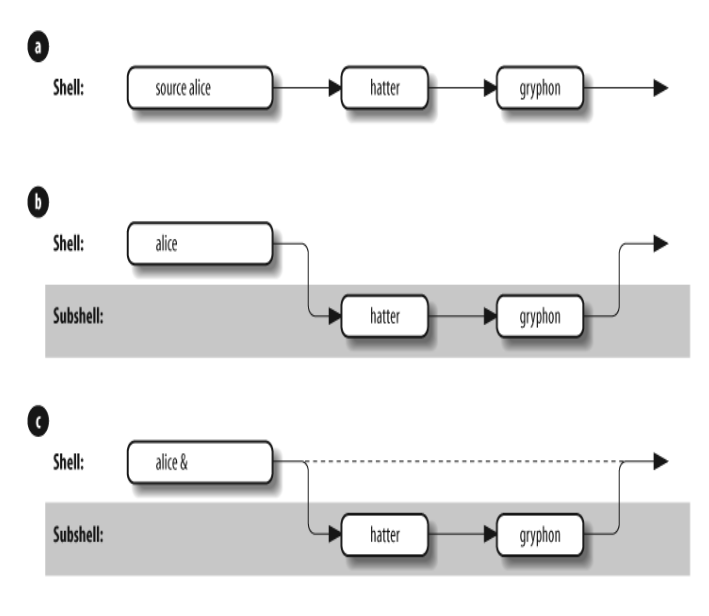 a
Shell: source alice hatter gryphon
b
Shell: alice
Subshell: hatter gryphon
c
Shell: alice &
Subshell: hatter gryphon